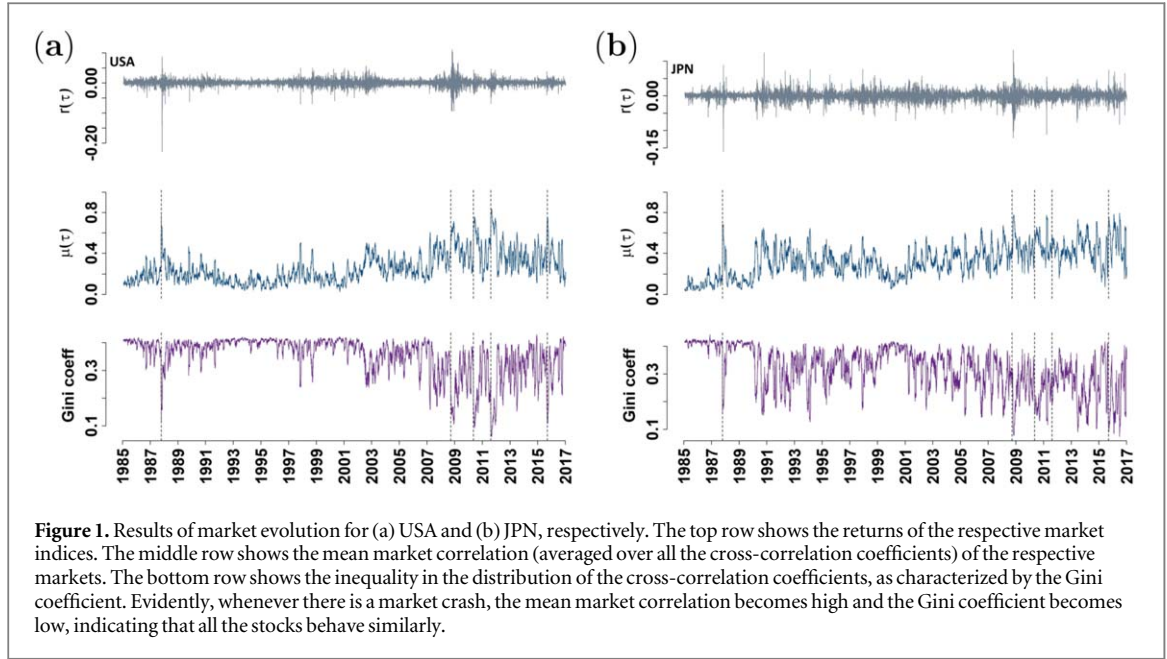 (a)
USA
0.00
-0.20
r(τ)
0.8
0.4
0.0
μ(τ)
0.3
0.1
Gini coeff
1985 1987 1989 1991 1993 1995 1997 1999 2001 2003 2005 2007 2009 2011 2013 2015 2017
(b)
JPN
0.00
-0.15
r(τ)
0.8
0.4
0.0
μ(τ)
0.3
0.1
Gini coeff
1985 1987 1989 1991 1993 1995 1997 1999 2001 2003 2005 2007 2009 2011 2013 2015 2017
Figure 1. Results of market evolution for (a) USA and (b) JPN, respectively. The top row shows the returns of the respective market
indices. The middle row shows the mean market correlation (averaged over all the cross-correlation coefficients) of the respective
markets. The bottom row shows the inequality in the distribution of the cross-correlation coefficients, as characterized by the Gini
coefficient. Evidently, whenever there is a market crash, the mean market correlation becomes high and the Gini coefficient becomes
low, indicating that all the stocks behave similarly.